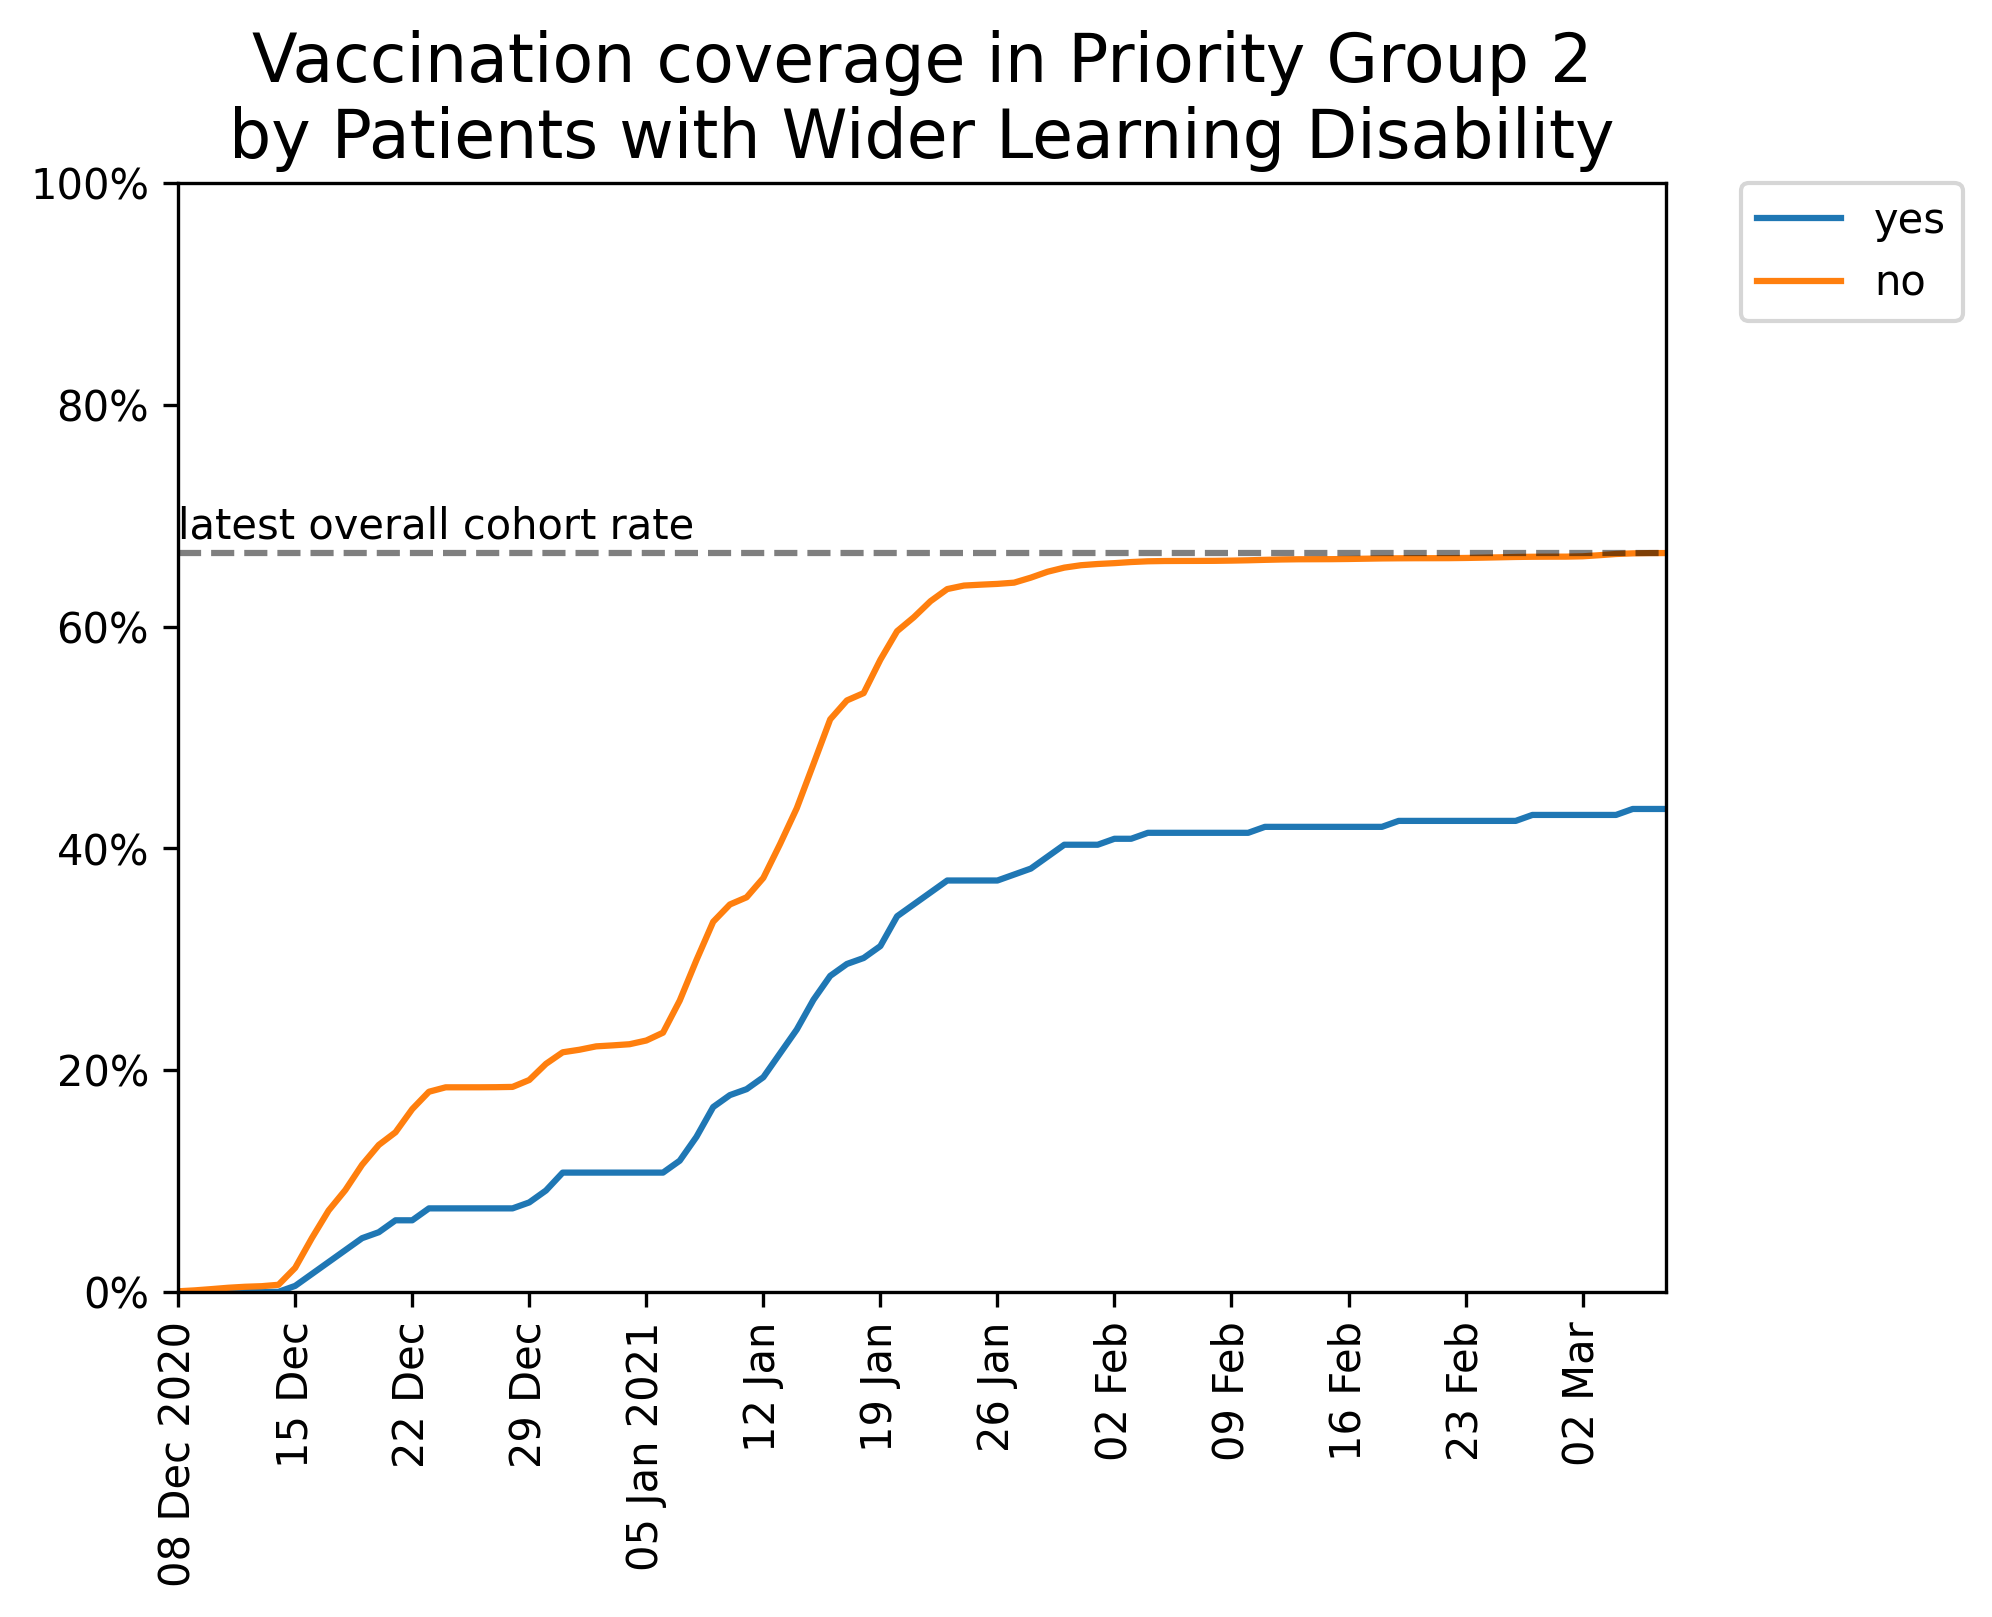 Vaccination coverage in Priority Group 2
by Patients with Wider Learning Disability
100%
80%
60%
40%
20%
0%
latest overall cohort rate
yes
no
08 Dec 2020
15 Dec
22 Dec
29 Dec
05 Jan 2021
12 Jan
19 Jan
26 Jan
02 Feb
09 Feb
16 Feb
23 Feb
02 Mar